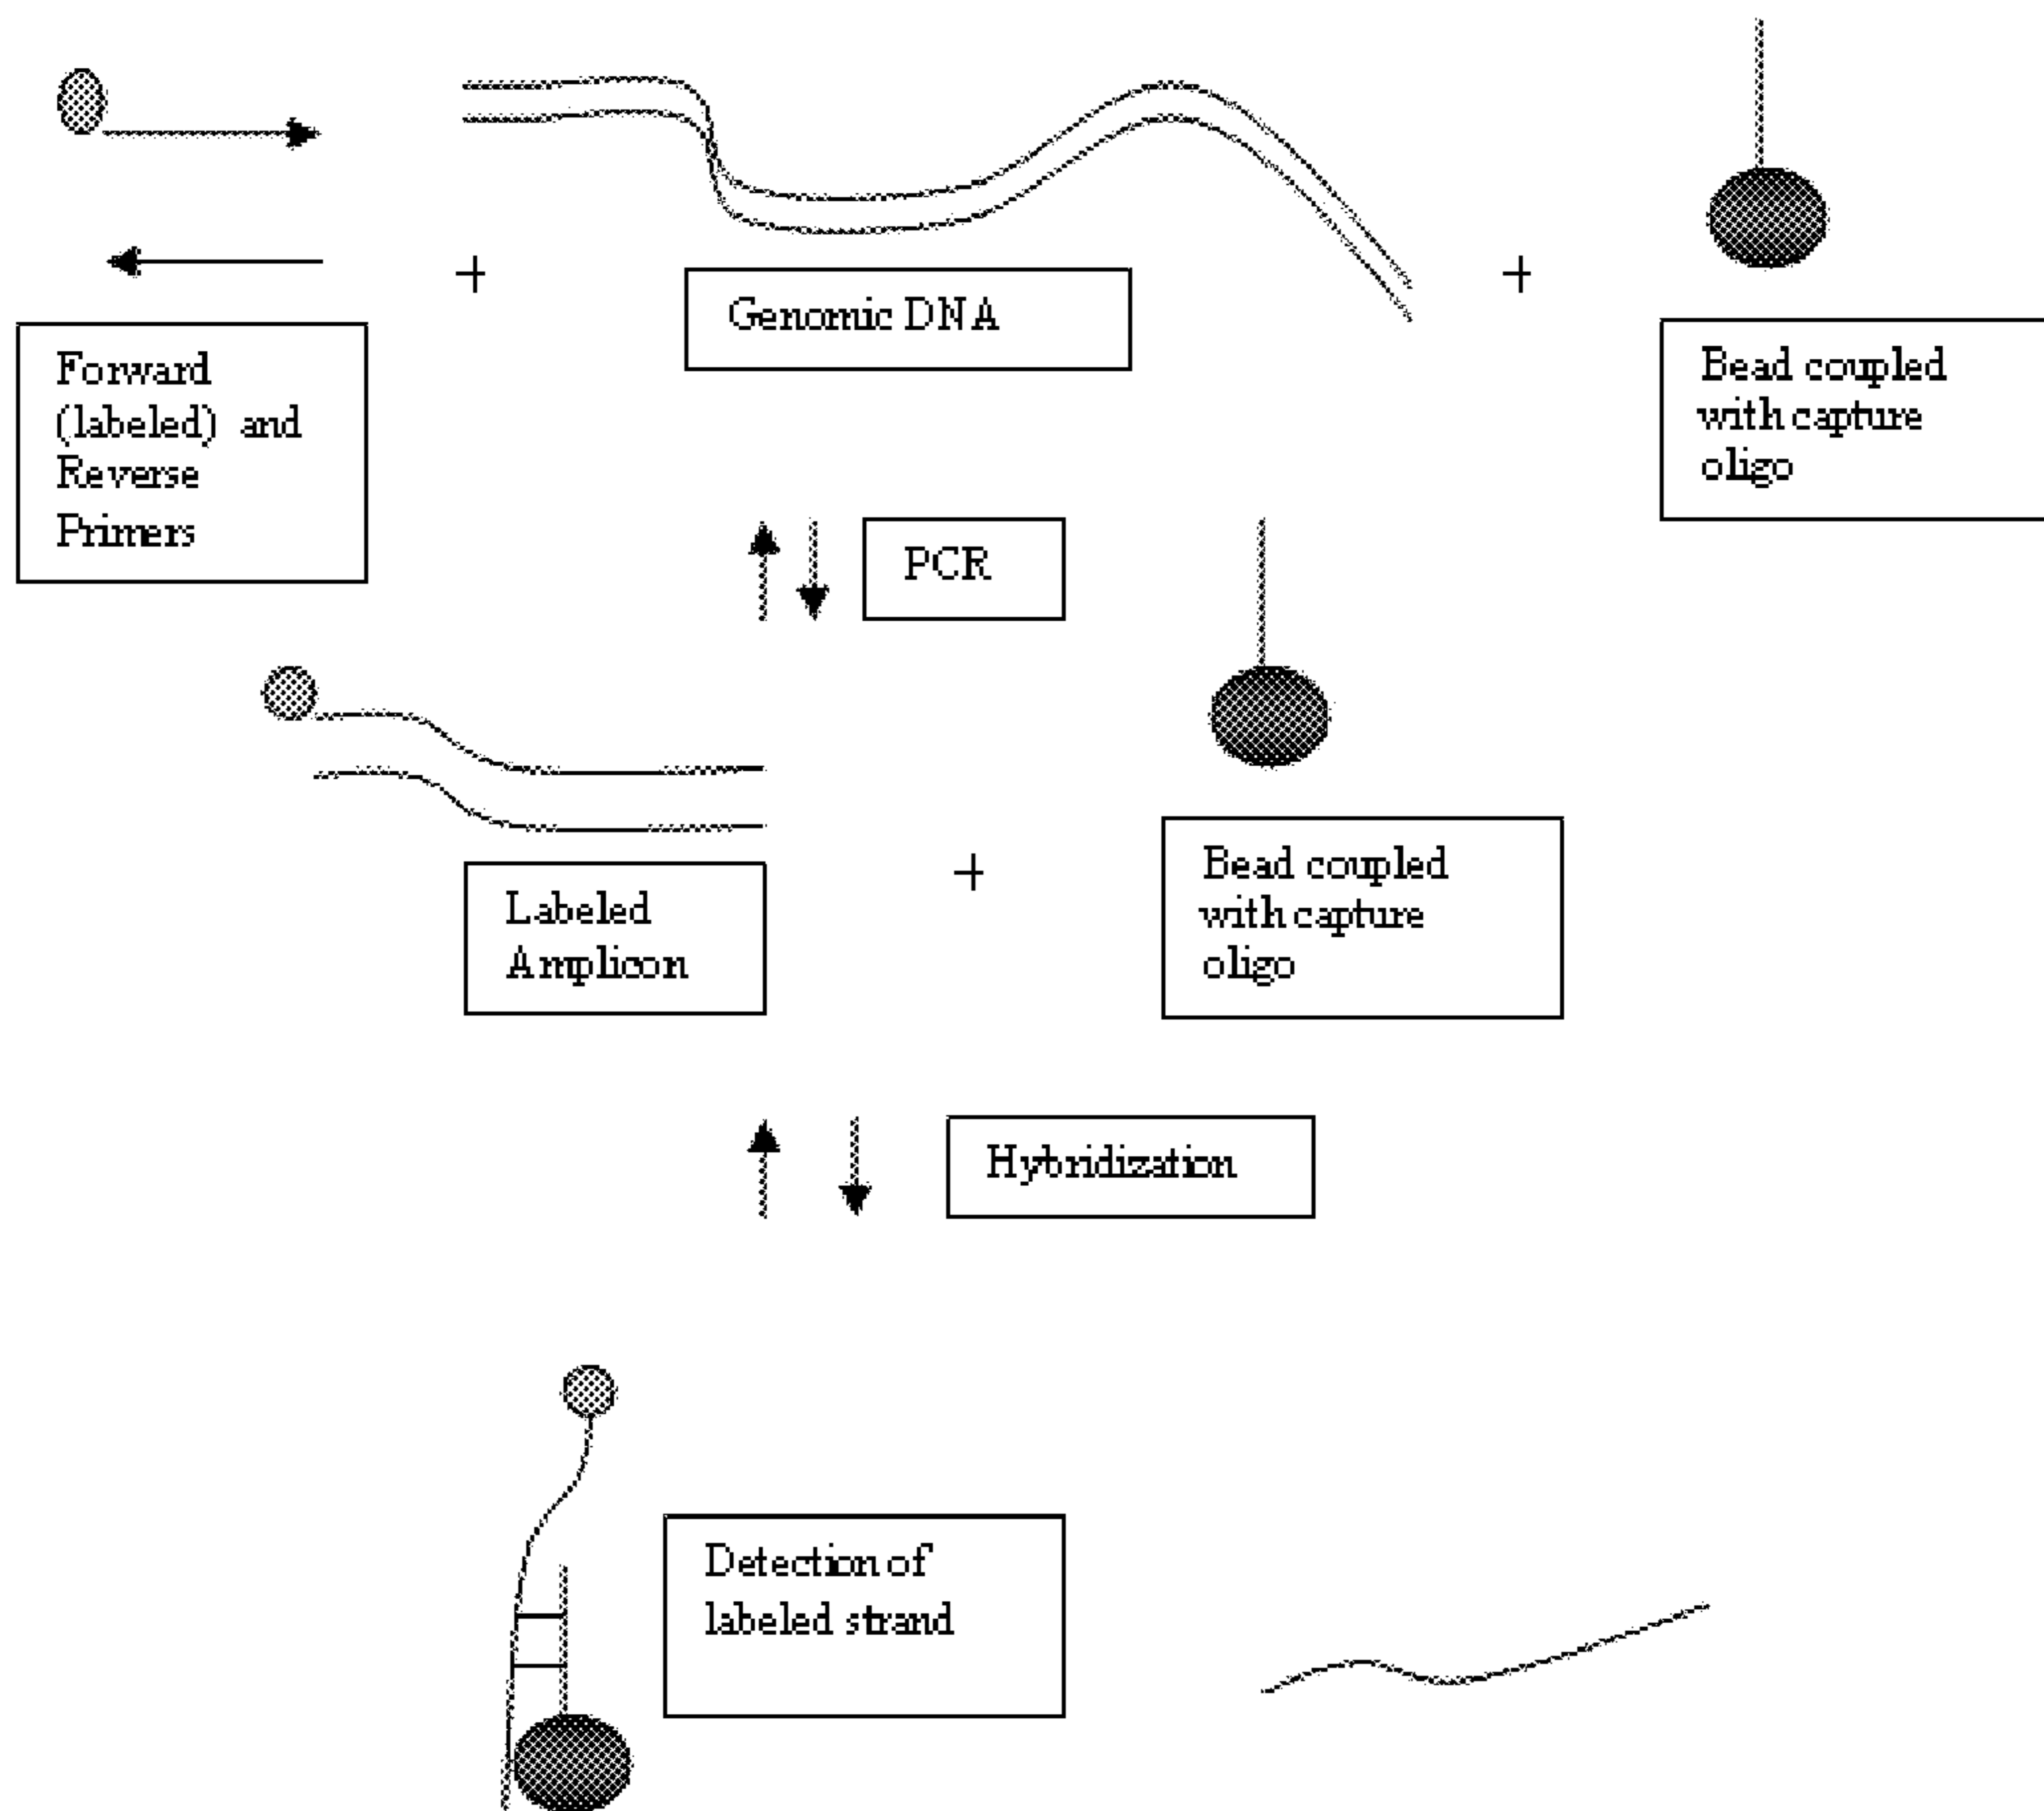 Forward
(labeled) and
Reverse
Primers
+
Genomic DNA
+
Bead coupled
with capture
oligo
PCR
Labeled
Amplicon
+
Bead coupled
with capture
oligo
Hybridization
Detection of
labeled strand